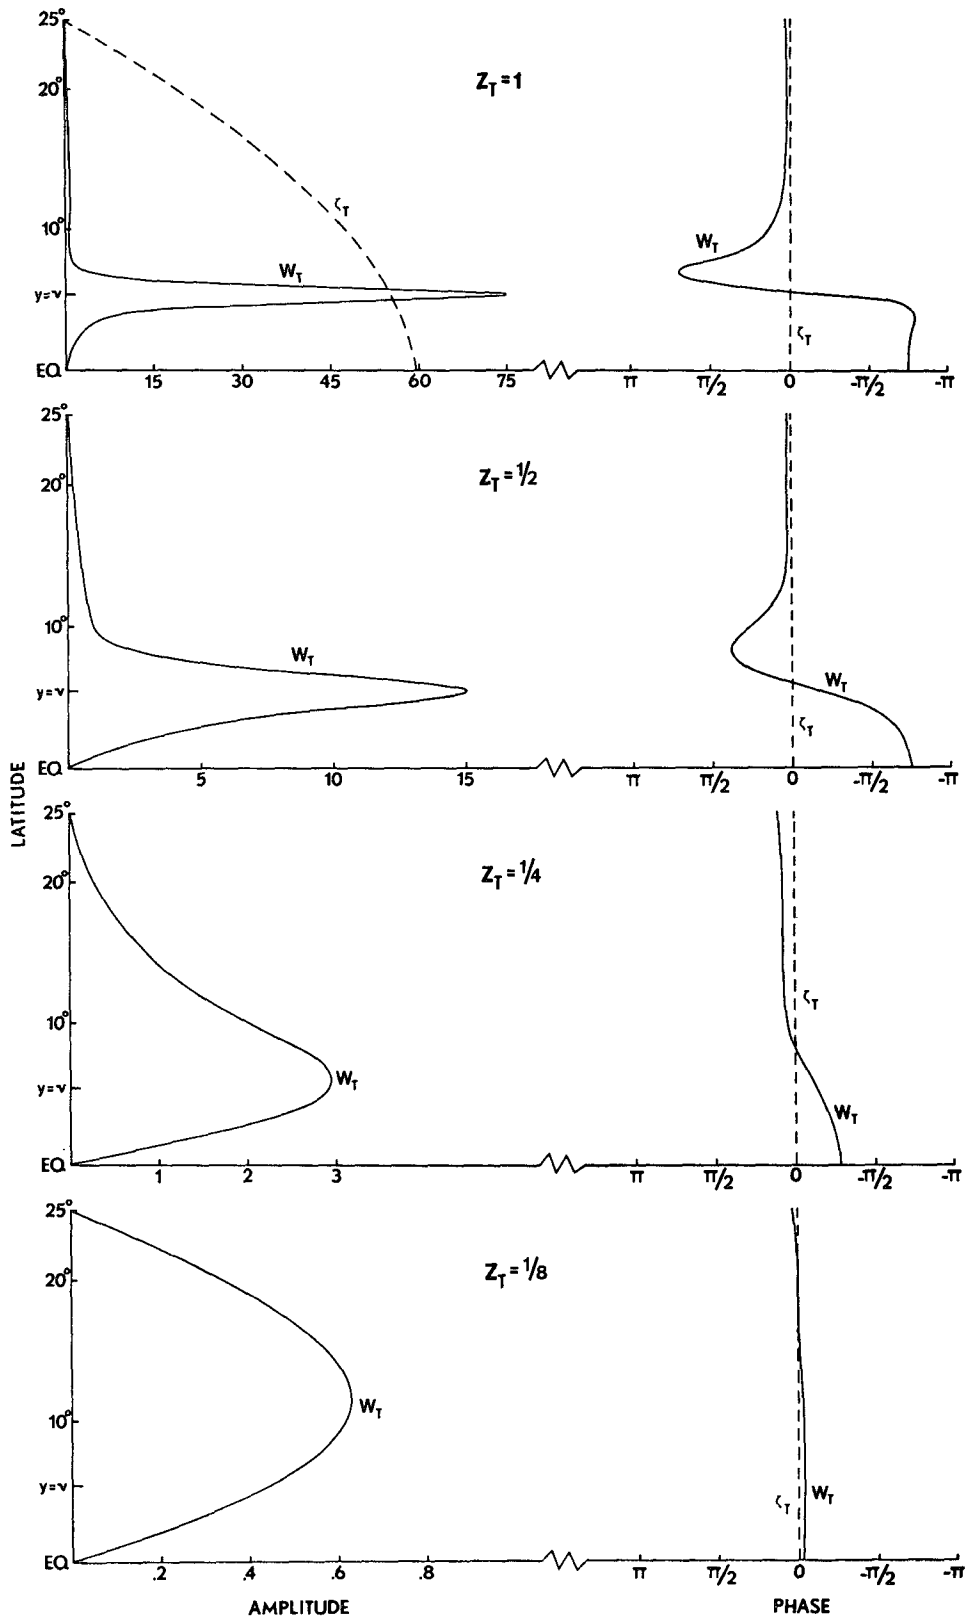 25°
Z_T = 1
20°
ζ_T
10°
W_T
W_T
y=ν
ζ_T
EQ
15 30 45 60 75 π π/2 0 -π/2 -π
25°
Z_T = 1/2
20°
10°
W_T
W_T
y=ν
ζ_T
EQ
5 10 15 π π/2 0 -π/2 -π
LATITUDE
25°
Z_T = 1/4
20°
10°
ζ_T
y=ν
W_T
W_T
EQ
1 2 3 π π/2 0 -π/2 -π
25°
Z_T = 1/8
20°
10°
W_T
y=ν
ζ_T W_T
EQ
.2 .4 .6 .8 π π/2 0 -π/2 -π
AMPLITUDE PHASE